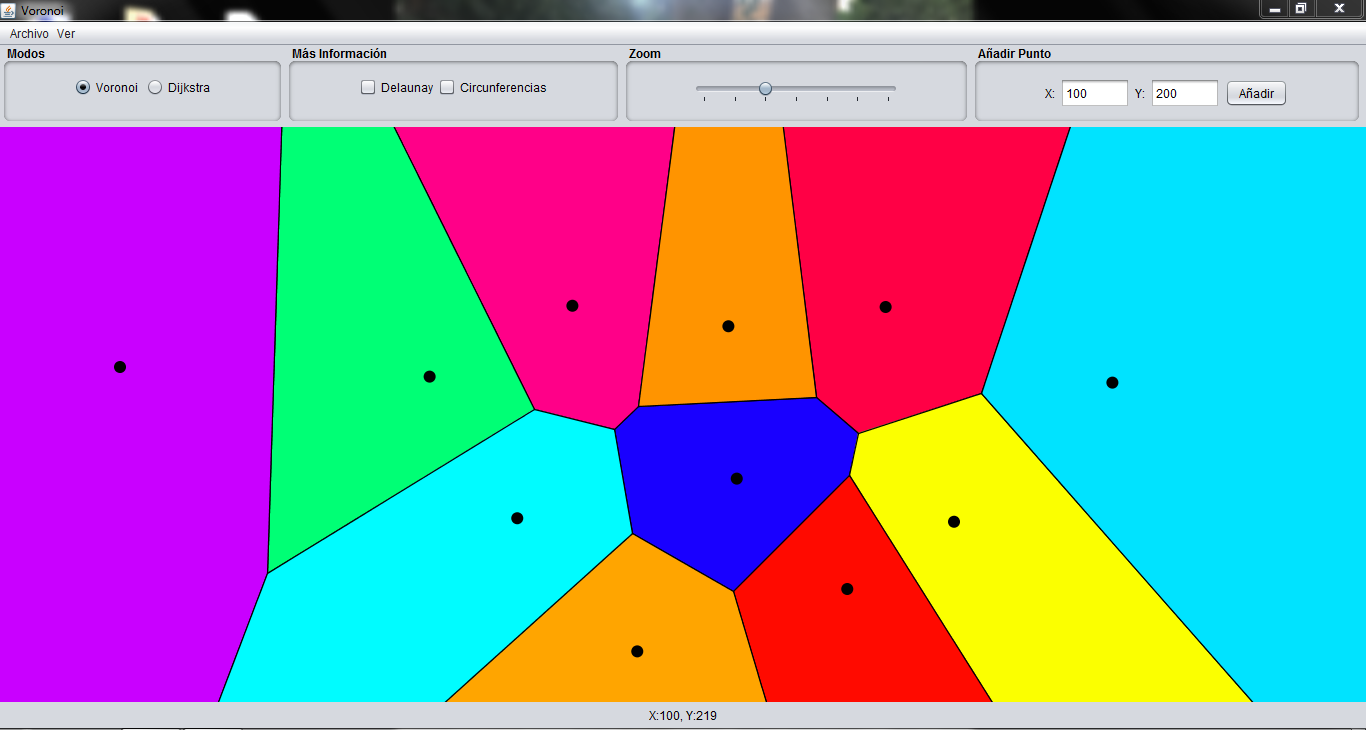 Voronoi
Archivo Ver
Modos Más Información Zoom Añadir Punto
Voronoi Dijkstra Delaunay Circunferencias X: 100 Y: 200 Añadir
X:100, Y:219